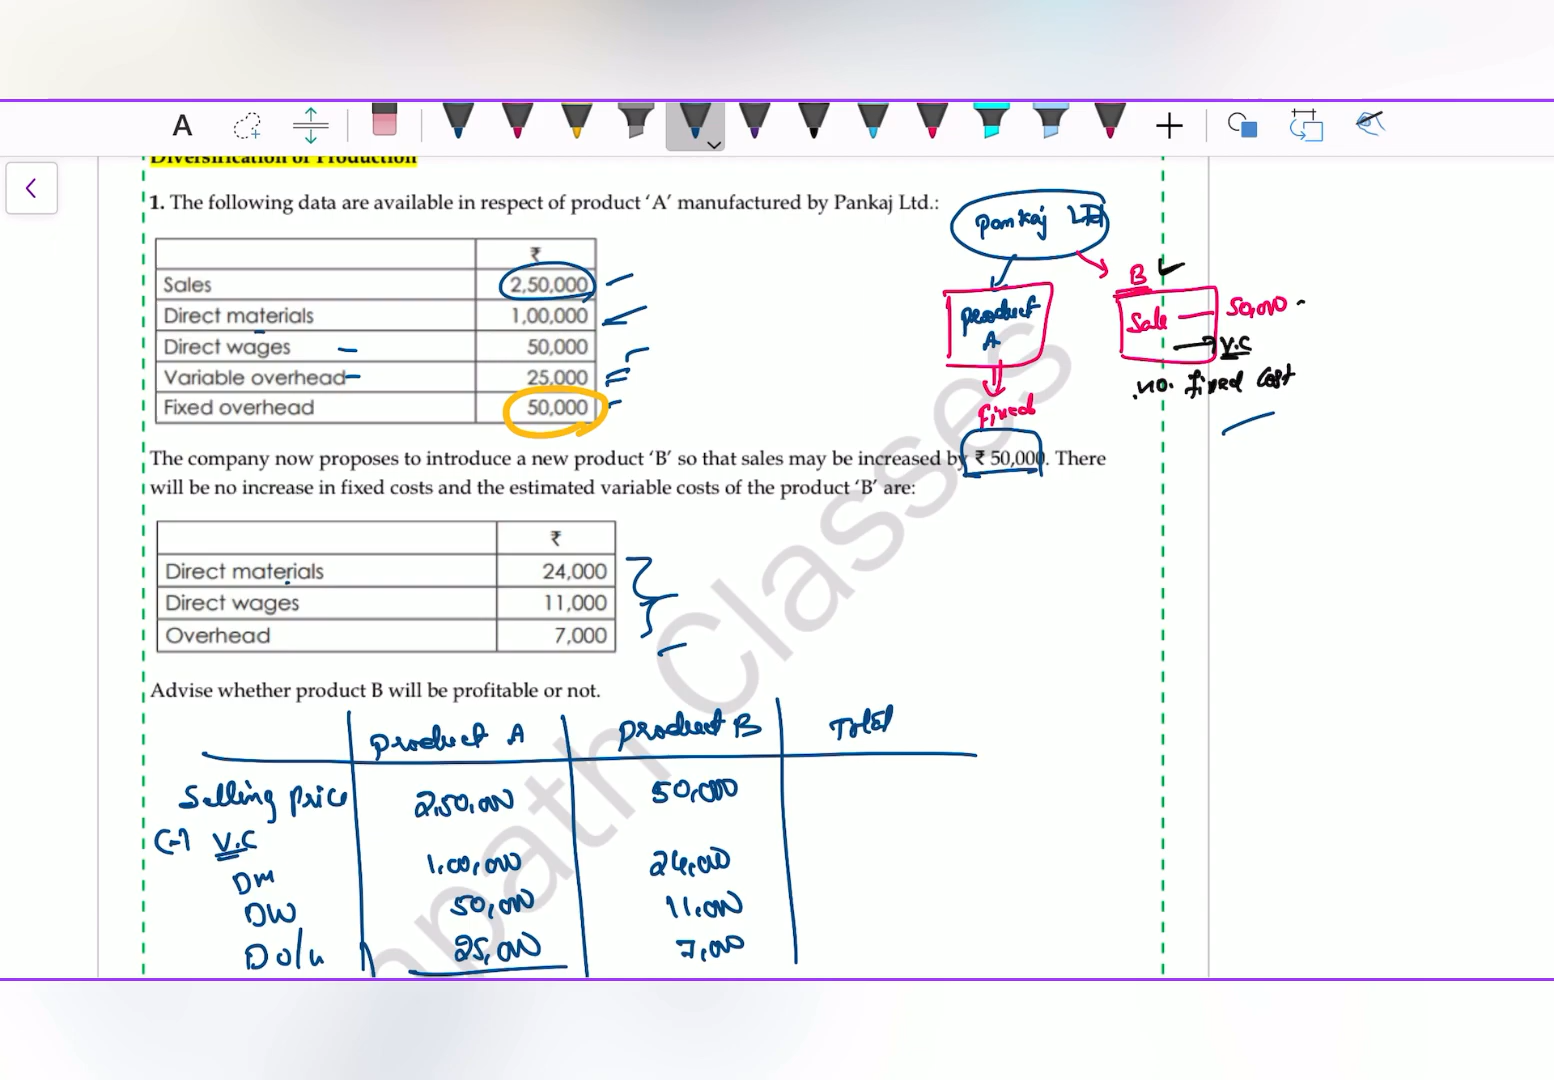 A
Diversification of Production
1. The following data are available in respect of product ‘A’ manufactured by Pankaj Ltd.:
₹
Sales 2,50,000
Direct materials 1,00,000
Direct wages 50,000
Variable overhead 25,000
Fixed overhead 50,000
Pankaj Ltd
product
A
fixed
B
Sale 50,000
V.C
no. fixed cost
The company now proposes to introduce a new product ‘B’ so that sales may be increased by ₹ 50,000. There
will be no increase in fixed costs and the estimated variable costs of the product ‘B’ are:
₹
Direct materials 24,000
Direct wages 11,000
Overhead 7,000
Advise whether product B will be profitable or not.
product A product B Total
Selling price 2,50,000 50,000
(-) V.C
DM 1,00,000 24,000
DW 50,000 11,000
25,000 7,000
mpath Classes